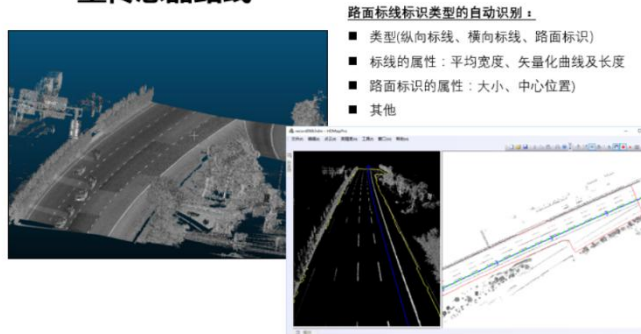 路面标线标识类型的自动识别：
■ 类型(纵向标线、横向标线、路面标识)
■ 标线的属性：平均宽度、矢量化曲线及长度
■ 路面标识的属性：大小、中心位置)
■ 其他